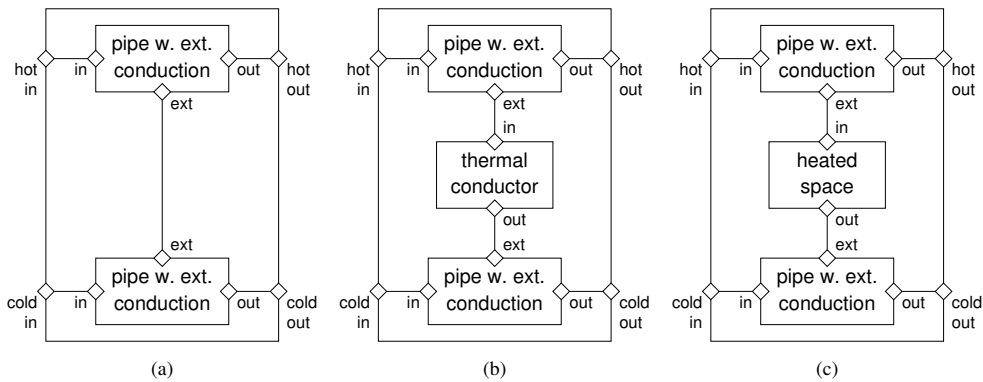 pipe w. ext.
conduction
hot
in
in
out
hot
out
ext
ext
pipe w. ext.
conduction
cold
in
in
out
cold
out
(a)
pipe w. ext.
conduction
hot
in
in
out
hot
out
ext
in
thermal
conductor
out
ext
pipe w. ext.
conduction
cold
in
in
out
cold
out
(b)
pipe w. ext.
conduction
hot
in
in
out
hot
out
ext
in
heated
space
out
ext
pipe w. ext.
conduction
cold
in
in
out
cold
out
(c)